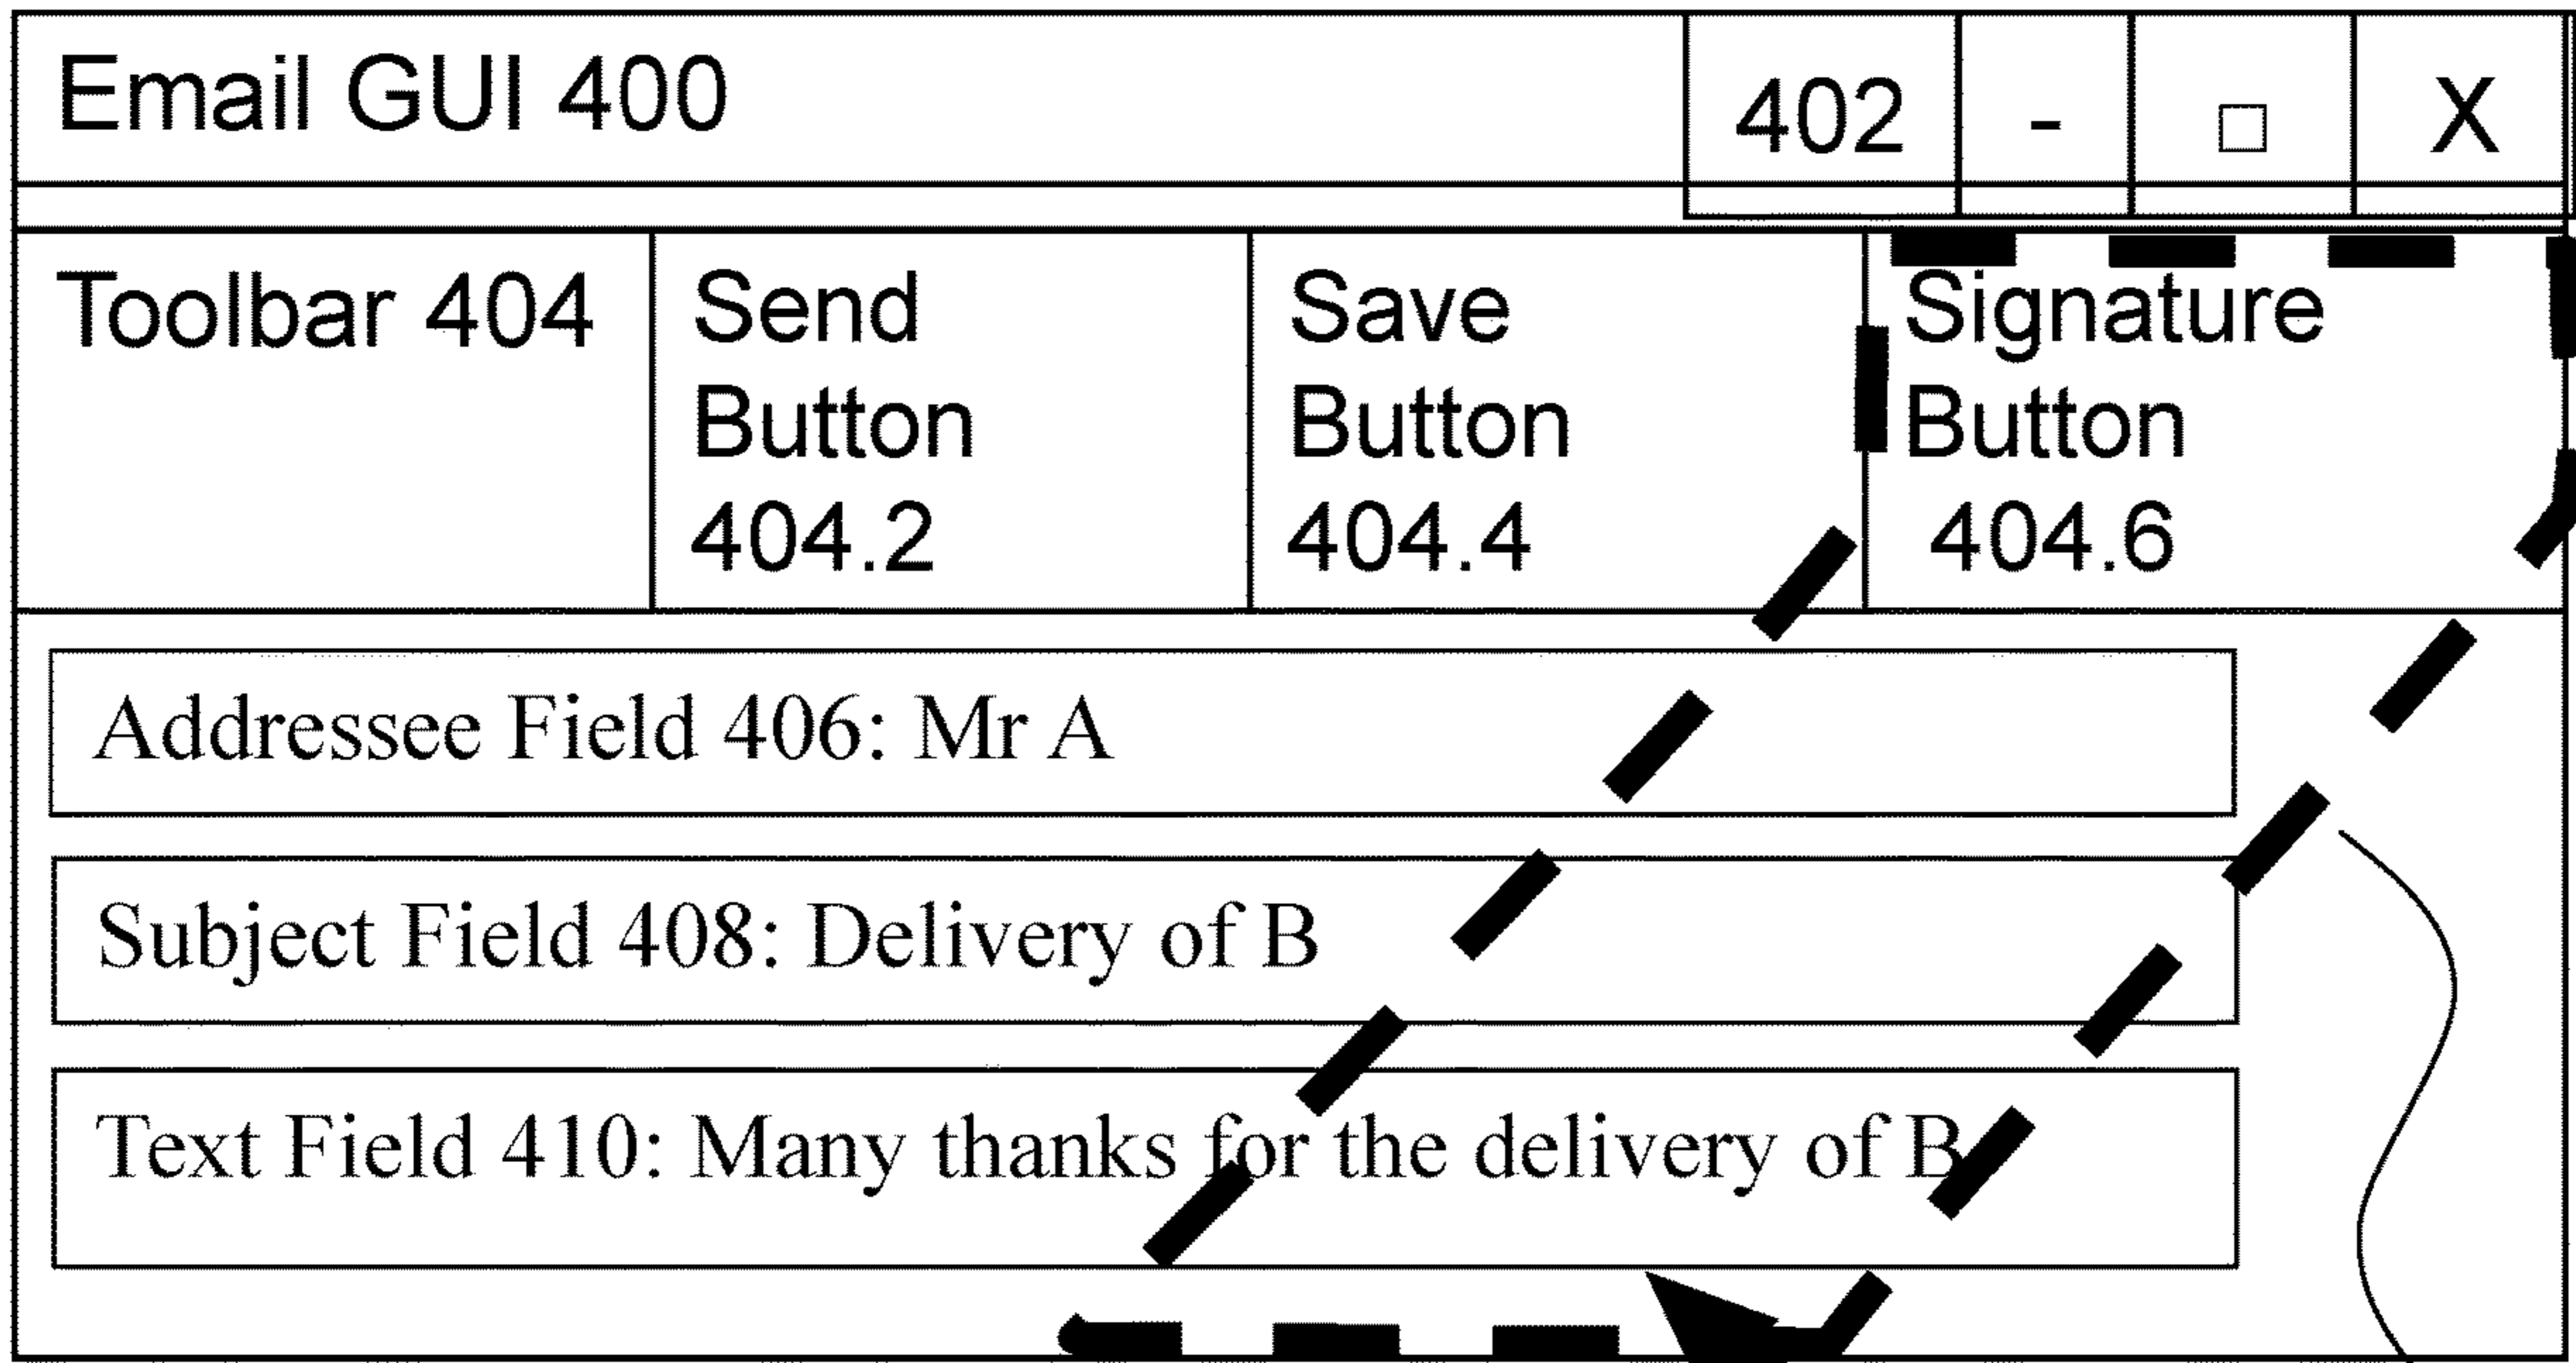 Email GUI 400
402 - □ X
Toolbar 404
Send
Button
404.2
Save
Button
404.4
Signature
Button
404.6
Addressee Field 406: Mr A
Subject Field 408: Delivery of B
Text Field 410: Many thanks for the delivery of B